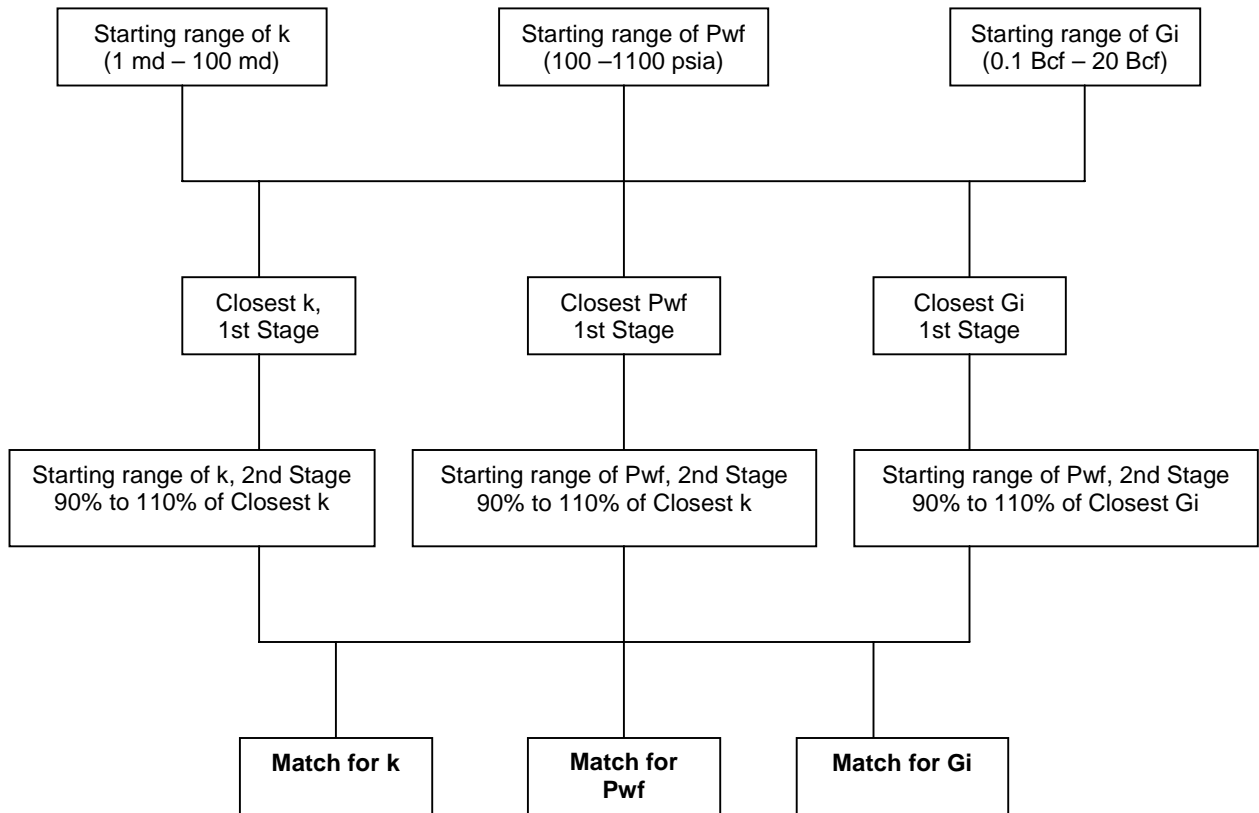 Starting range of k
(1 md – 100 md)
Starting range of Pwf
(100 –1100 psia)
Starting range of Gi
(0.1 Bcf – 20 Bcf)
Closest k,
1st Stage
Closest Pwf
1st Stage
Closest Gi
1st Stage
Starting range of k, 2nd Stage
90% to 110% of Closest k
Starting range of Pwf, 2nd Stage
90% to 110% of Closest k
Starting range of Pwf, 2nd Stage
90% to 110% of Closest Gi
Match for k
Match for
Pwf
Match for Gi